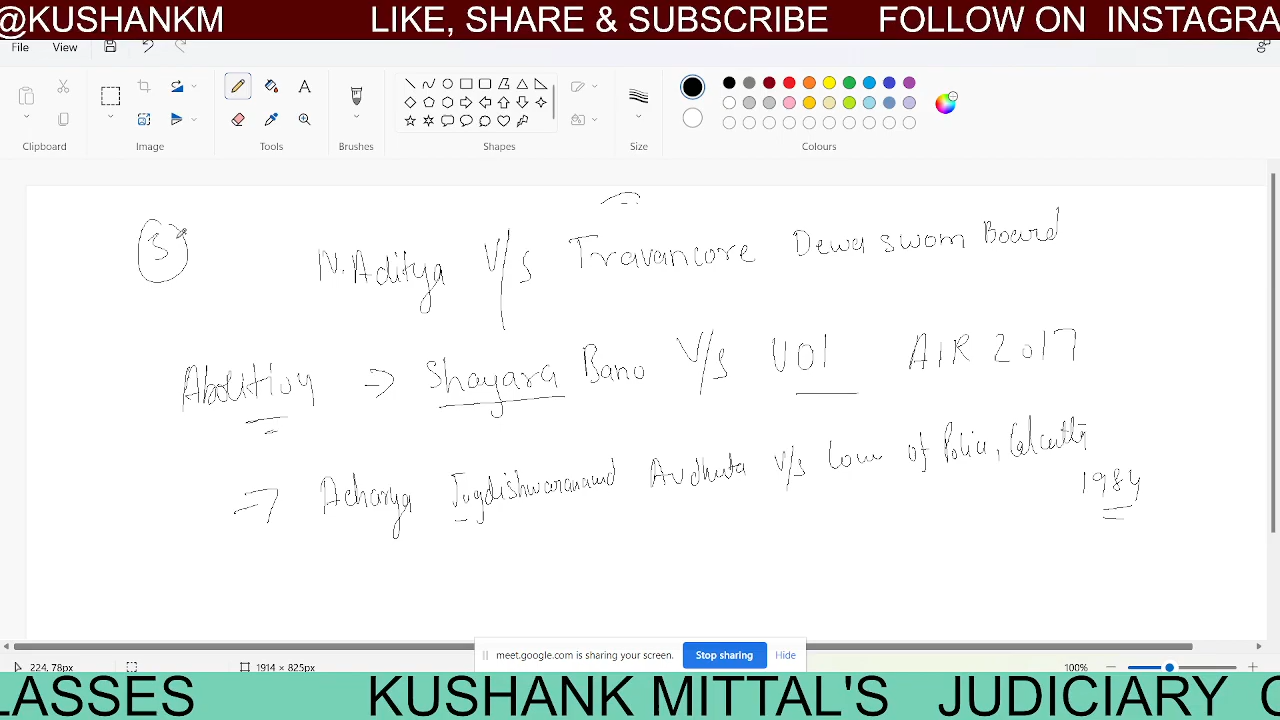 @KUSHANKM LIKE, SHARE & SUBSCRIBE FOLLOW ON INSTAGRA
File View
Clipboard Image Tools Brushes Shapes Size Colours
3
N. Aditya V/s Travancore Dewaswom Board
Abolition => Shayara Bano V/s UOI AIR 2017
=> Acharya Jugdishwaranand Avdhuta v/s Com of Police, Calcutta
1984
meet.google.com is sharing your screen. Stop sharing Hide
224, 78px 1914 × 825px 100%
LASSES KUSHANK MITTAL'S JUDICIARY C